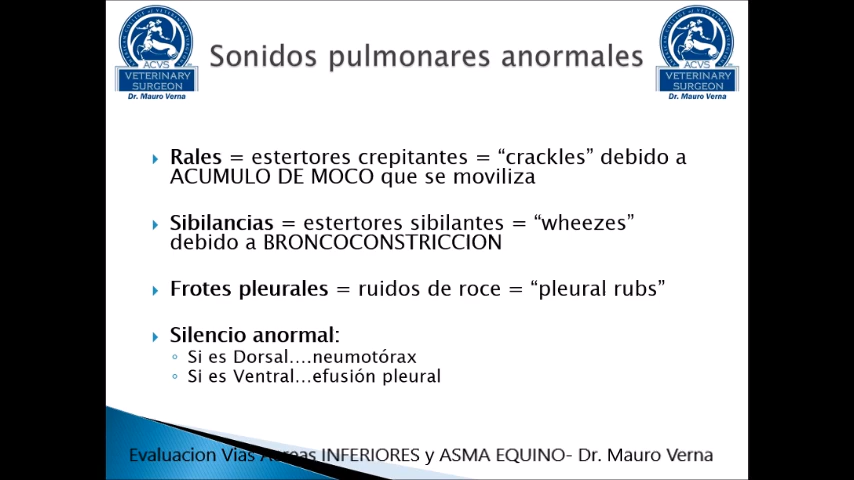 Sonidos pulmonares anormales
ACVS
VETERINARY
SURGEON
Dr. Mauro Verna
ACVS
VETERINARY
SURGEON
Dr. Mauro Verna
Rales = estertores crepitantes = “crackles” debido a
ACUMULO DE MOCO que se moviliza
Sibilancias = estertores sibilantes = “wheezes”
debido a BRONCOCONSTRICCION
Frotes pleurales = ruidos de roce = “pleural rubs”
Silencio anormal:
Si es Dorsal....neumotórax
Si es Ventral...efusión pleural
Evaluacion Vias Aereas INFERIORES y ASMA EQUINO- Dr. Mauro Verna